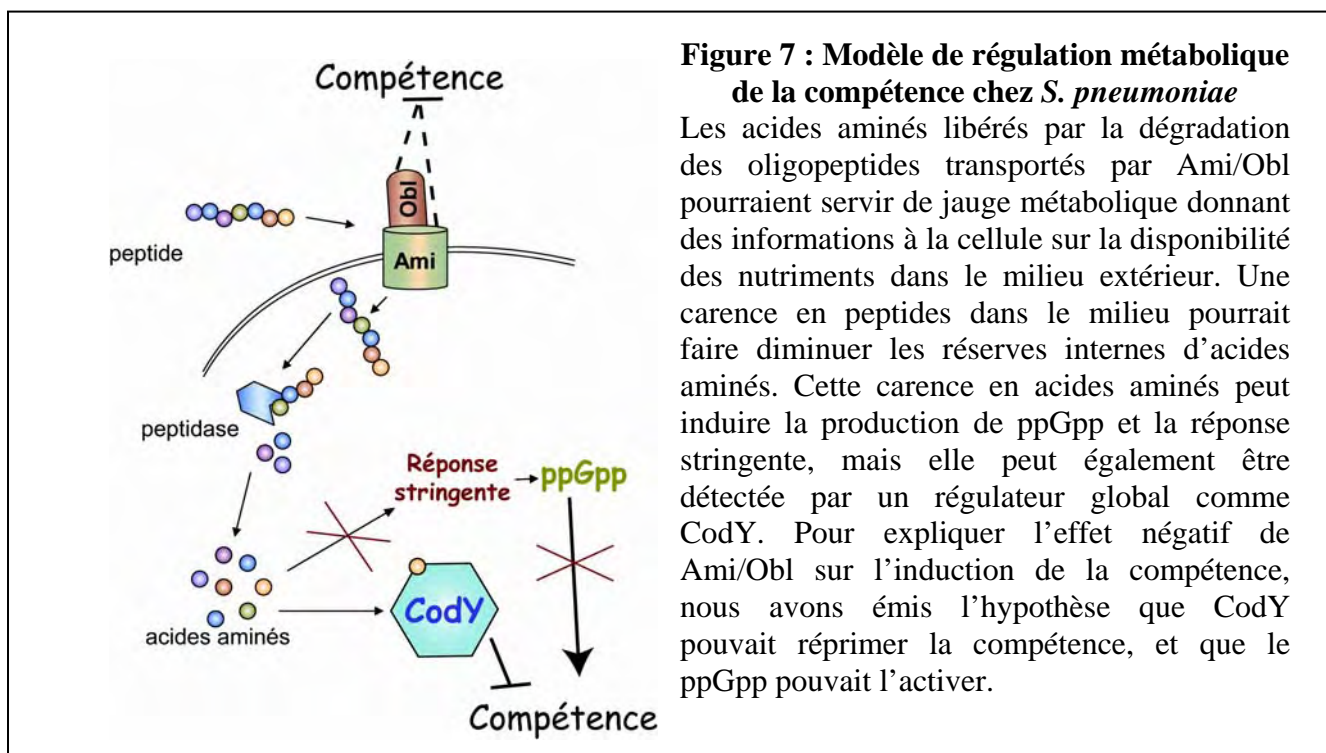 Compétence
Obl
Ami
peptide
peptidase
Réponse
stringente
ppGpp
CodY
acides aminés
Compétence
Figure 7 : Modèle de régulation métabolique
de la compétence chez S. pneumoniae
Les acides aminés libérés par la dégradation
des oligopeptides transportés par Ami/Obl
pourraient servir de jauge métabolique donnant
des informations à la cellule sur la disponibilité
des nutriments dans le milieu extérieur. Une
carence en peptides dans le milieu pourrait
faire diminuer les réserves internes d’acides
aminés. Cette carence en acides aminés peut
induire la production de ppGpp et la réponse
stringente, mais elle peut également être
détectée par un régulateur global comme
CodY. Pour expliquer l’effet négatif de
Ami/Obl sur l’induction de la compétence,
nous avons émis l’hypothèse que CodY
pouvait réprimer la compétence, et que le
ppGpp pouvait l’activer.